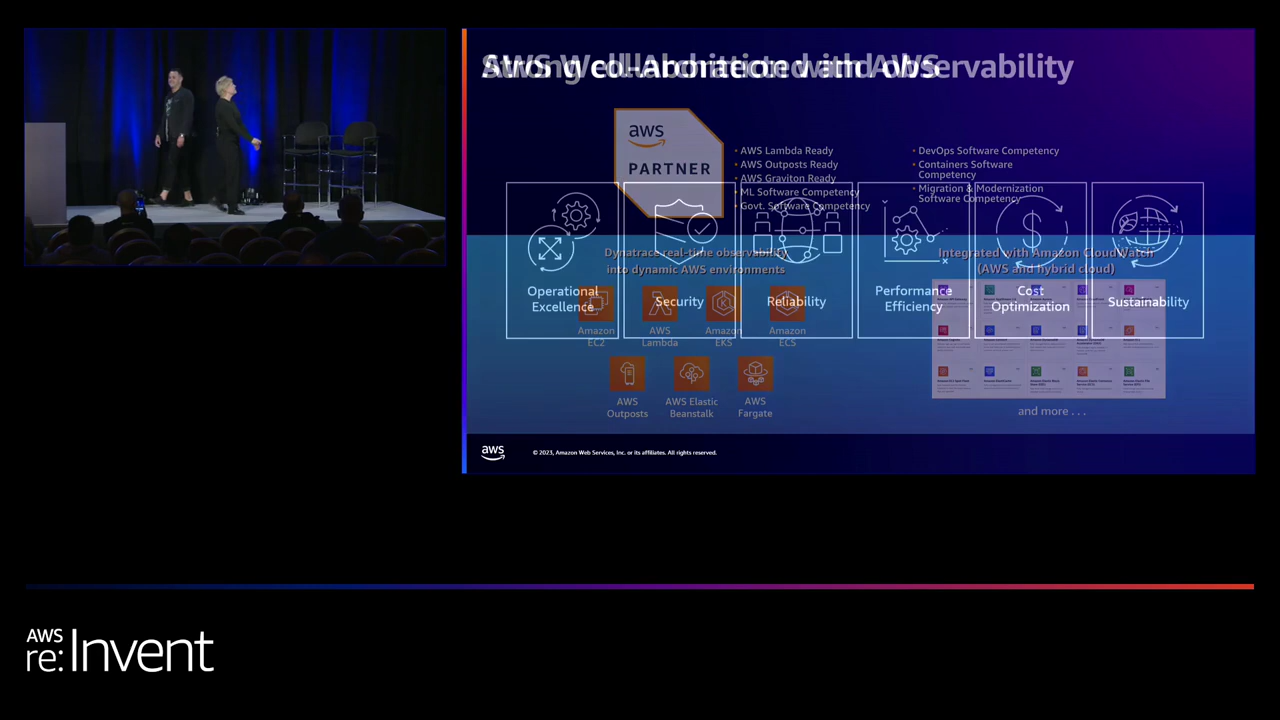 Strong collaboration with AWS
AWS Well-Architected and observability
aws
PARTNER
• AWS Lambda Ready
• AWS Outposts Ready
• AWS Graviton Ready
• ML Software Competency
• Govt. Software Competency
• DevOps Software Competency
• Containers Software
Competency
• Migration & Modernization
Software Competency
Dynatrace real-time observability
into dynamic AWS environments
Integrated with Amazon CloudWatch
(AWS and hybrid cloud)
Operational
Excellence
Security
Reliability
Performance
Efficiency
Cost
Optimization
Sustainability
Amazon
EC2
AWS
Lambda
Amazon
EKS
Amazon
ECS
AWS
Outposts
AWS Elastic
Beanstalk
AWS
Fargate
and more . . .
aws
© 2023, Amazon Web Services, Inc. or its affiliates. All rights reserved.
AWS
re:Invent